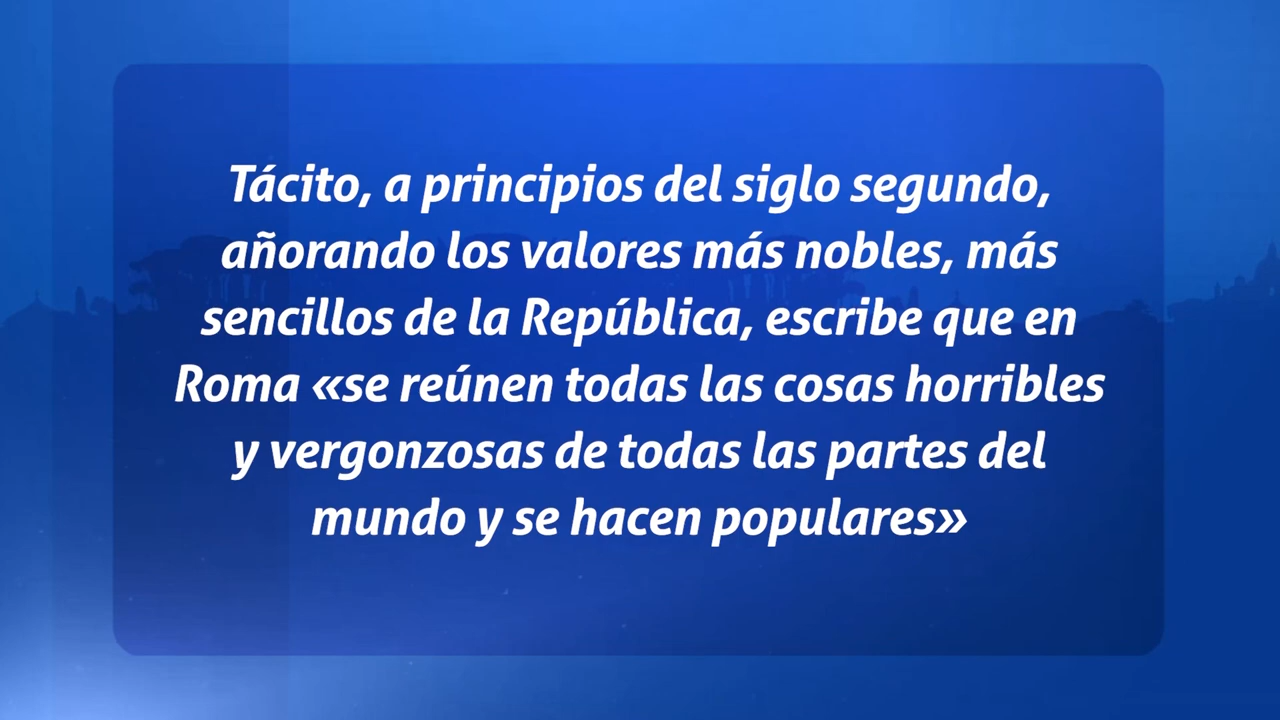 Tácito, a principios del siglo segundo,
añorando los valores más nobles, más
sencillos de la República, escribe que en
Roma «se reúnen todas las cosas horribles
y vergonzosas de todas las partes del
mundo y se hacen populares»